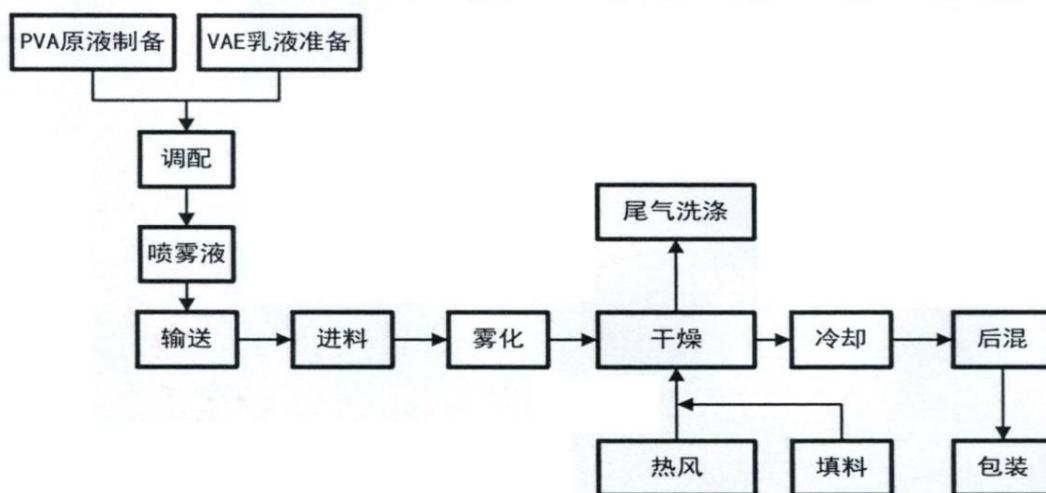 PVA原液制备
VAE乳液准备
调配
尾气洗涤
喷雾液
输送
进料
雾化
干燥
冷却
后混
热风
填料
包装